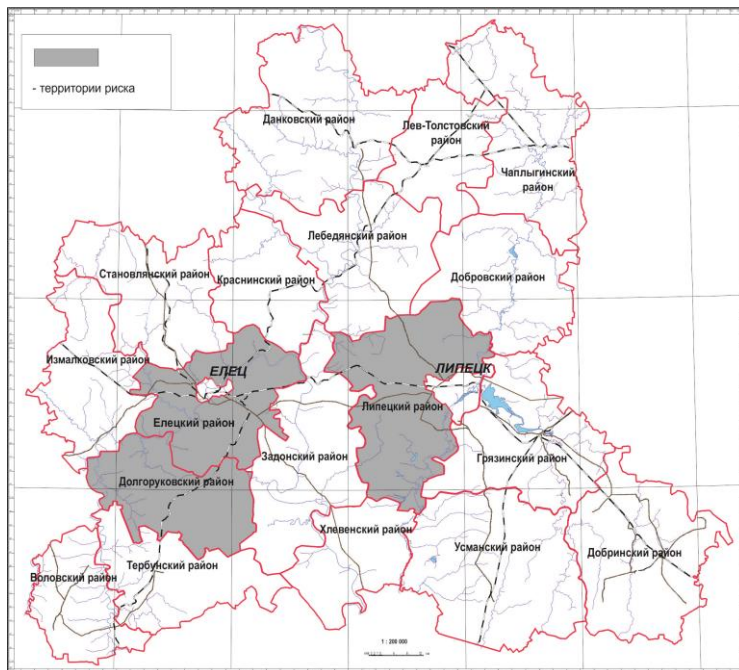 - территории риска
Данковский район
Лев-Толстовский
район
Чаплыгинский
район
Лебедянский район
Становлянский район
Краснинский район
Добровский район
Измалковский район
ЕЛЕЦ
ЛИПЕЦК
Липецкий район
Елецкий район
Задонский район
Грязинский район
Долгоруковский район
Хлевенский район
Усманский район
Добринский район
Тербунский район
Воловский район
1 : 200 000